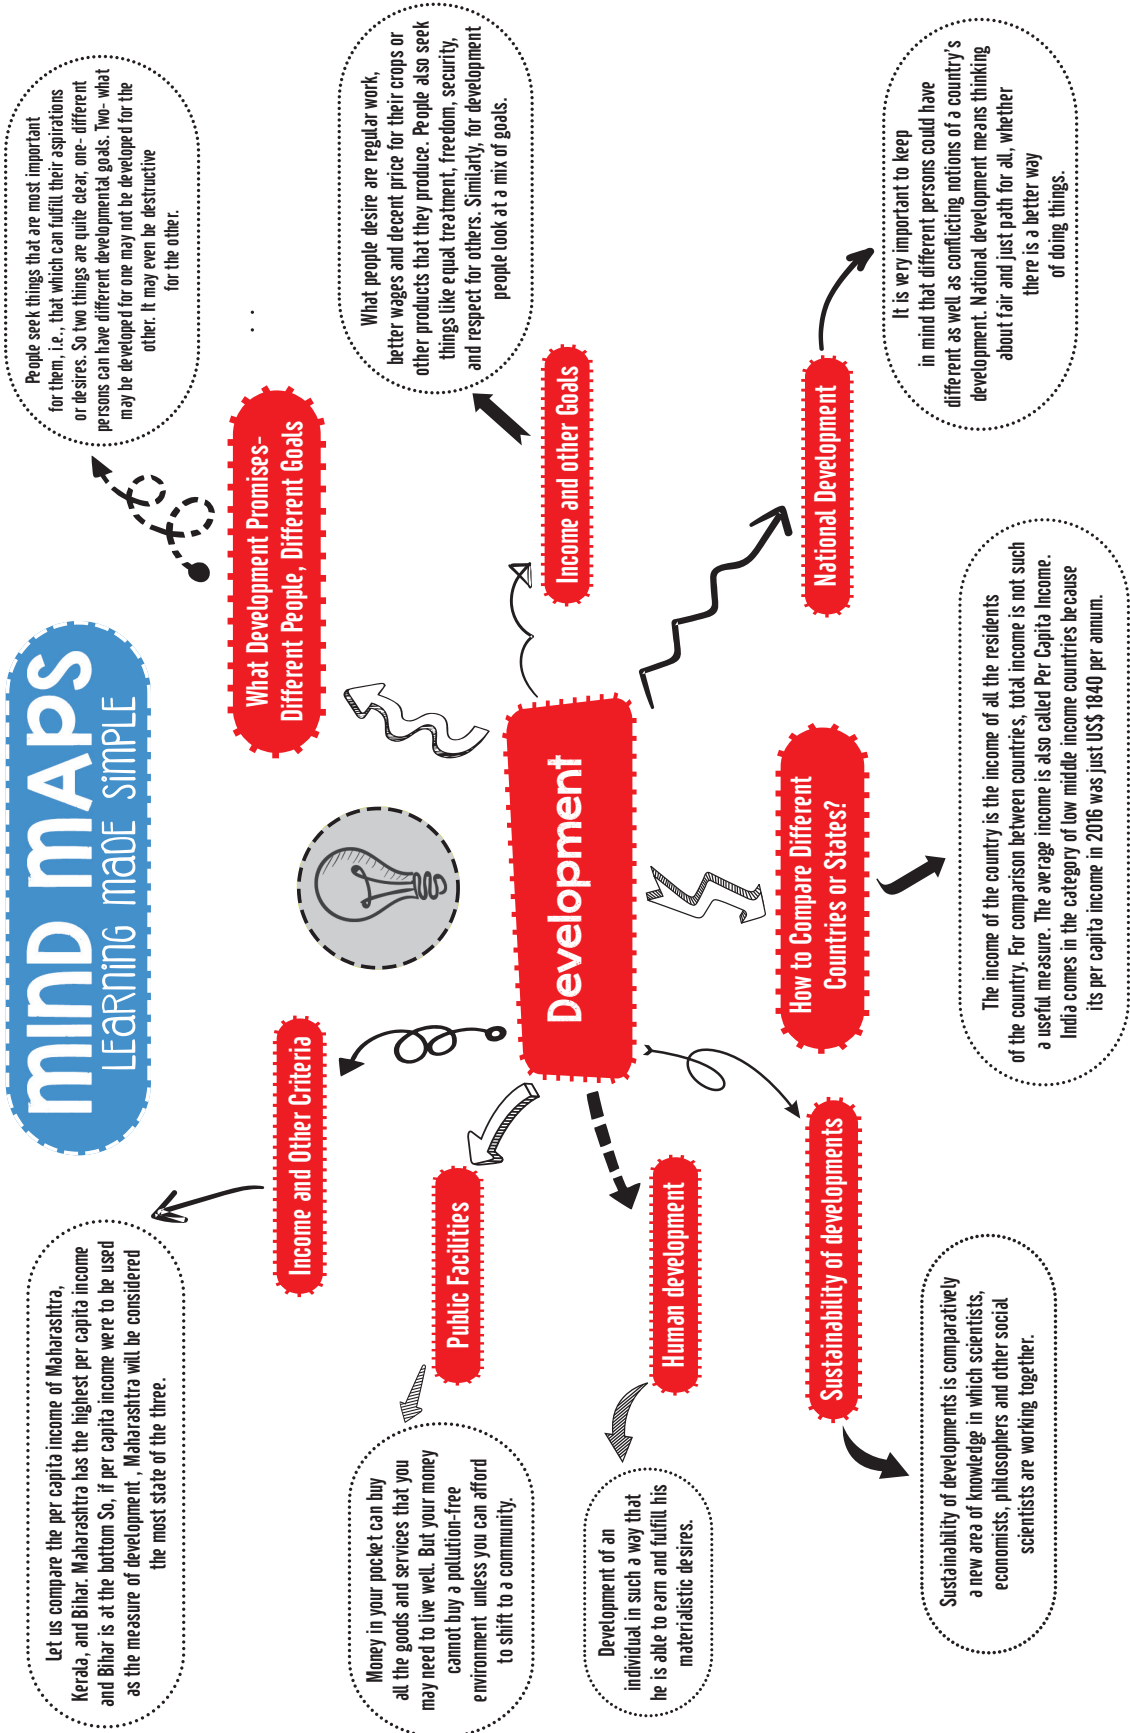 MIND MAPS
LEARNING MADE SIMPLE
Let us compare the per capita income of Maharashtra,
Kerala, and Bihar. Maharashtra has the highest per capita income
and Bihar is at the bottom So, if per capita income were to be used
as the measure of development , Maharashtra will be considered
the most state of the three.
Income and Other Criteria
What Development Promises-
Different People, Different Goals
People seek things that are most important
for them, i.e., that which can fulfill their aspirations
or desires. So two things are quite clear, one- different
persons can have different developmental goals. Two- what
may be developed for one may not be developed for the
other. It may even be destructive
for the other.
Money in your pocket can buy
all the goods and services that you
may need to live well. But your money
cannot buy a pollution-free
environment unless you can afford
to shift to a community.
Public Facilities
Income and other Goals
What people desire are regular work,
better wages and decent price for their crops or
other products that they produce. People also seek
things like equal treatment, freedom, security,
and respect for others. Similarly, for development
people look at a mix of goals.
Development
Development of an
individual in such a way that
he is able to earn and fulfill his
materialistic desires.
Human development
National Development
It is very important to keep
in mind that different persons could have
different as well as conflicting notions of a country's
development. National development means thinking
about fair and just path for all, whether
there is a better way
of doing things.
Sustainability of developments
How to Compare Different
Countries or States?
Sustainability of developments is comparatively
a new area of knowledge in which scientists,
economists, philosophers and other social
scientists are working together.
The income of the country is the income of all the residents
of the country. For comparison between countries, total income is not such
a useful measure. The average income is also called Per Capita Income.
India comes in the category of low middle income countries because
its per capita income in 2016 was just US$ 1840 per annum.